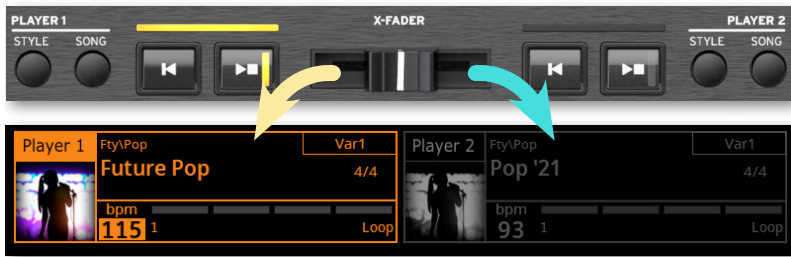 PLAYER 1
X-FADER
PLAYER 2
STYLE
SONG
STYLE
SONG
Player 1
Fty\Pop
Var1
Future Pop
4/4
bpm
115
1
Loop
Player 2
Fty\Pop
Var1
Pop '21
4/4
bpm
93
1
Loop